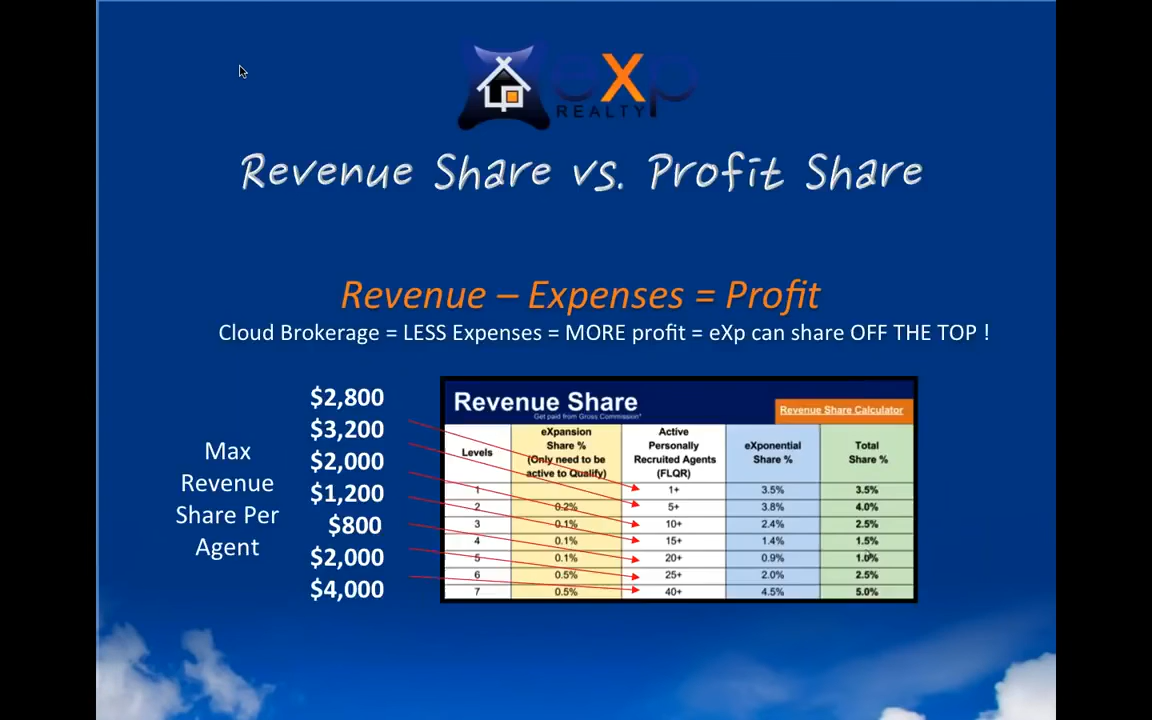 eXp
REALTY
Revenue Share vs. Profit Share
Revenue – Expenses = Profit
Cloud Brokerage = LESS Expenses = MORE profit = eXp can share OFF THE TOP !
Max
Revenue
Share Per
Agent
$2,800
$3,200
$2,000
$1,200
$800
$2,000
$4,000
Revenue Share
Get paid from Gross Commission*
Revenue Share Calculator
Levels
eXpansion
Share %
(Only need to be
active to Qualify)
Active
Personally
Recruited Agents
(FLQR)
eXponential
Share %
Total
Share %
1 1+ 3.5% 3.5%
2 0.2% 5+ 3.8% 4.0%
3 0.1% 10+ 2.4% 2.5%
4 0.1% 15+ 1.4% 1.5%
5 0.1% 20+ 0.9% 1.0%
6 0.5% 25+ 2.0% 2.5%
7 0.5% 40+ 4.5% 5.0%